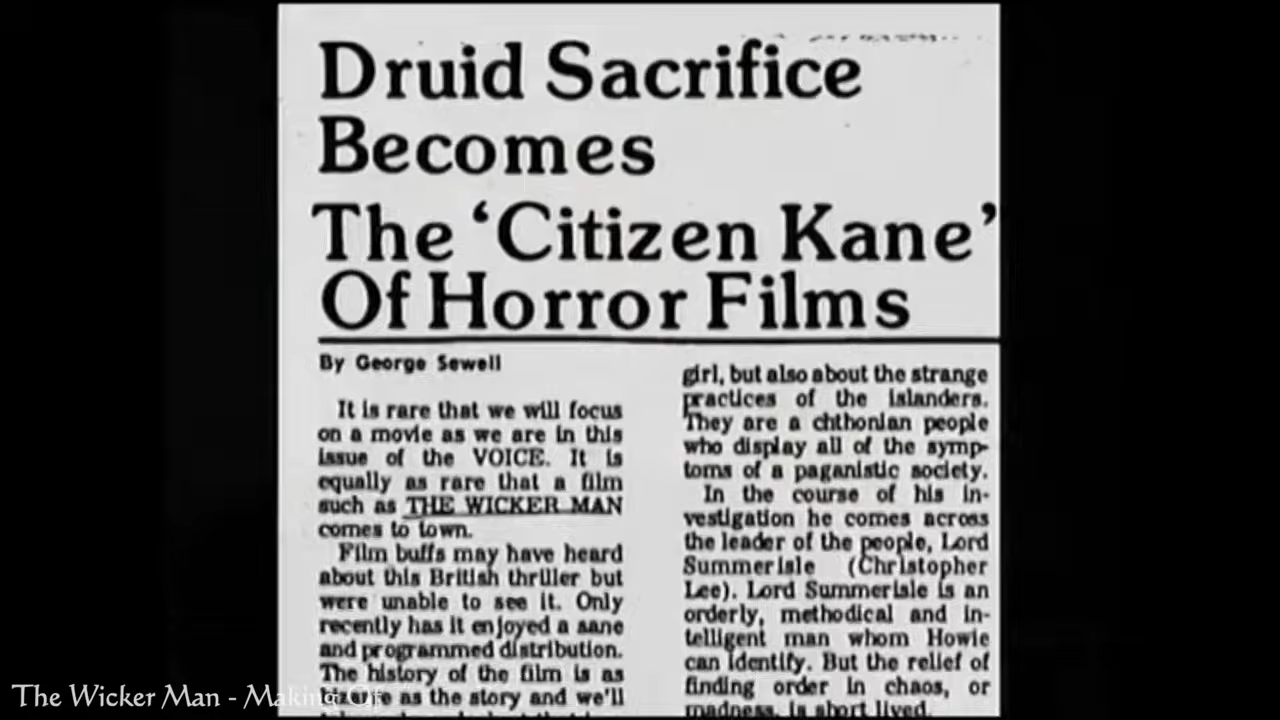 Druid Sacrifice
Becomes
The ‘Citizen Kane’
Of Horror Films
By George Sewell
It is rare that we will focus
on a movie as we are in this
issue of the VOICE. It is
equally as rare that a film
such as THE WICKER MAN
comes to town.
Film buffs may have heard
about this British thriller but
were unable to see it. Only
recently has it enjoyed a sane
and programmed distribution.
The history of the film is as
bizarre as the story and we'll
girl, but also about the strange
practices of the islanders.
They are a chthonian people
who display all of the symp-
toms of a paganistic society.
In the course of his in-
vestigation he comes across
the leader of the people, Lord
Summerisle (Christopher
Lee). Lord Summerisle is an
orderly, methodical and in-
telligent man whom Howie
can identify. But the relief of
finding order in chaos, or
madness, is short lived.
The Wicker Man - Making Of